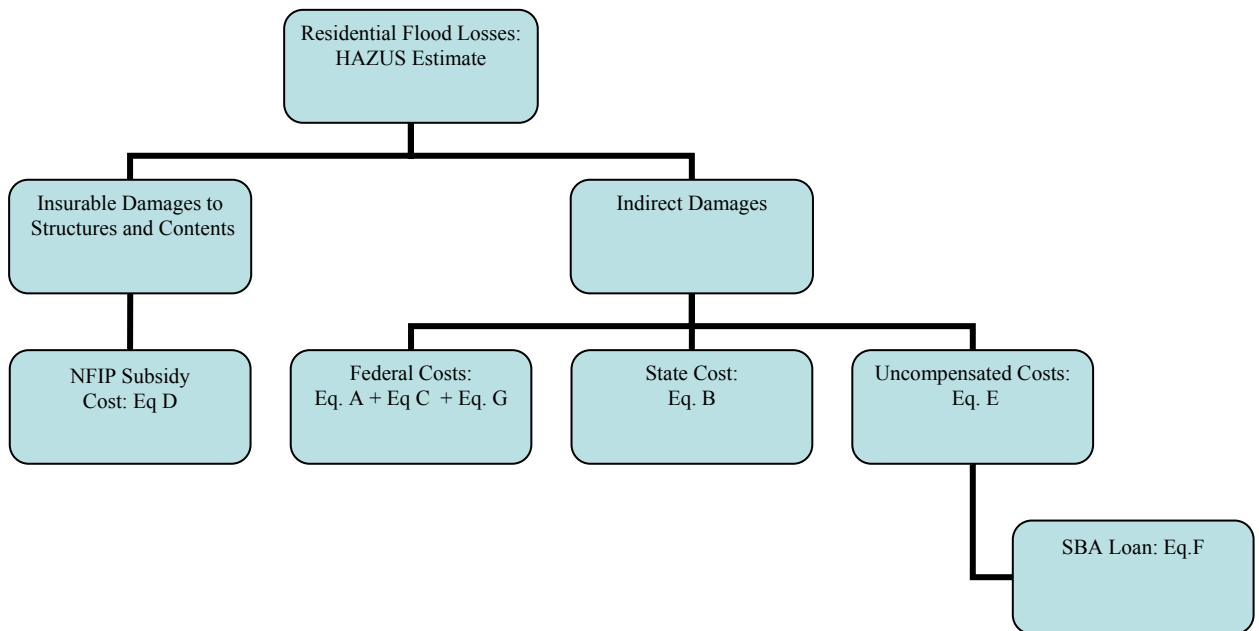 Residential Flood Losses:
HAZUS Estimate
Insurable Damages to
Structures and Contents
Indirect Damages
NFIP Subsidy
Cost: Eq D
Federal Costs:
Eq. A + Eq C + Eq. G
State Cost:
Eq. B
Uncompensated Costs:
Eq. E
SBA Loan: Eq.F